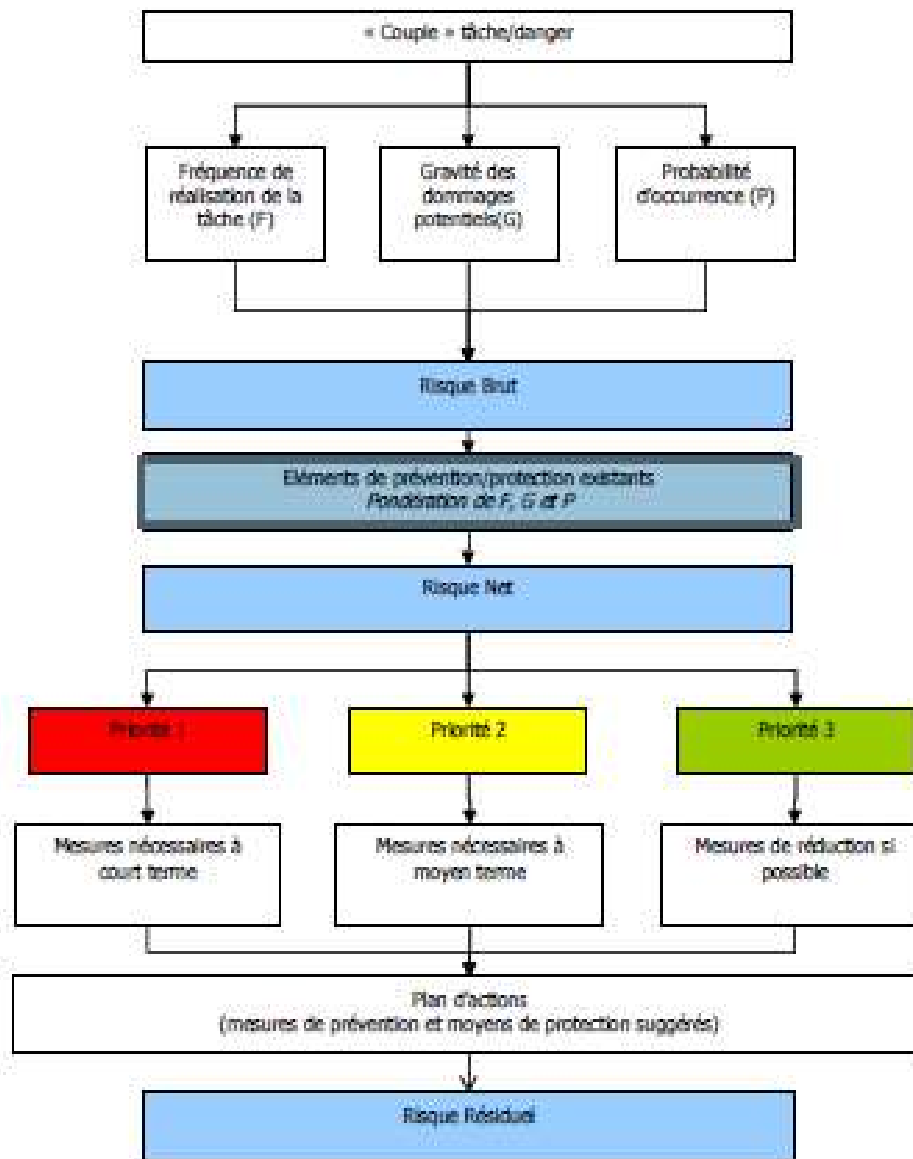 « Couple » tâche/danger
Fréquence de
réalisation de la
tâche (F)
Gravité des
dommages
potentiels(G)
Probabilité
d'occurrence (P)
Risque Brut
Eléments de prévention/protection existants
Pondération de F, G et P
Risque Net
Priorité 1
Priorité 2
Priorité 3
Mesures nécessaires à
court terme
Mesures nécessaires à
moyen terme
Mesures de réduction si
possible
Plan d'actions
(mesures de prévention et moyens de protection suggérés)
Risque Résiduel